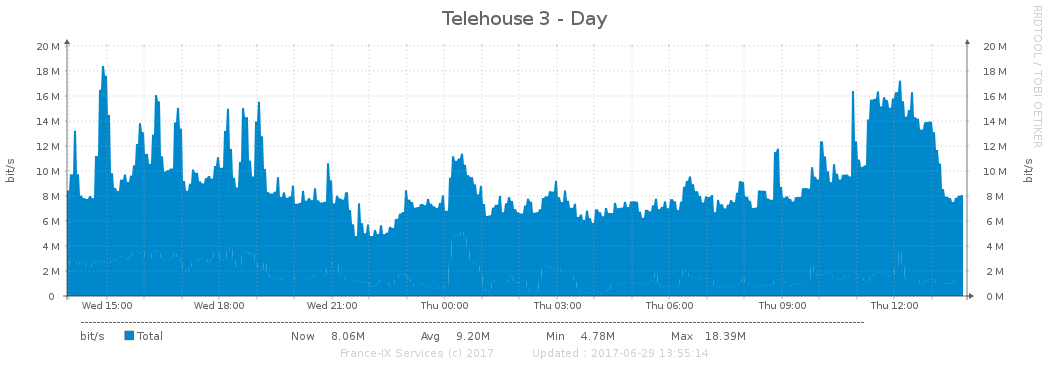 Telehouse 3 - Day
RRDTOOL / TOBI OETIKER
bit/s
20 M 20 M
18 M 18 M
16 M 16 M
14 M 14 M
12 M 12 M
10 M 10 M
8 M 8 M
6 M 6 M
4 M 4 M
2 M 2 M
0 0 M
bit/s
Wed 15:00 Wed 18:00 Wed 21:00 Thu 00:00 Thu 03:00 Thu 06:00 Thu 09:00 Thu 12:00
bit/s Total Now 8.06M Avg 9.20M Min 4.78M Max 18.39M
France-IX Services (c) 2017 Updated : 2017-06-29 13:55:14